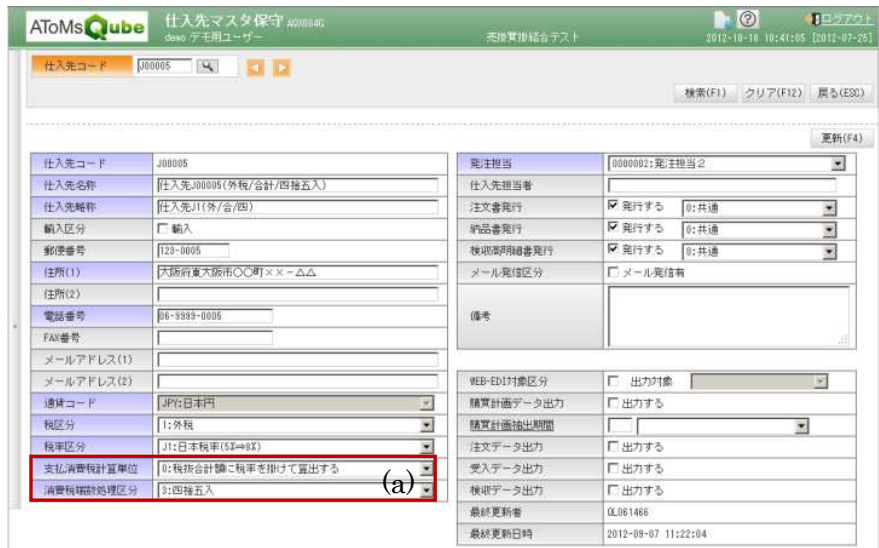 AToMsQube
仕入先マスタ保守 AQX004G
demo デモ用ユーザー
売掛買掛結合テスト
ログアウト
2012-10-18 10:41:05 [2012-07-25]
仕入先コード J00005
検索(F1) クリア(F12) 戻る(ESC)
更新(F4)
仕入先コード J00005
仕入先名称 仕入先J00005(外税/合計/四捨五入)
仕入先略称 仕入先J1(外/合/四)
輸入区分 輸入
郵便番号 123-0005
住所(1) 大阪府東大阪市〇〇町××-△△
住所(2)
電話番号 06-9999-0005
FAX番号
メールアドレス(1)
メールアドレス(2)
通貨コード JPY:日本円
税区分 1:外税
税率区分 J1:日本税率(5%⇒8%)
支払消費税計算単位 0:税抜合計額に税率を掛けて算出する
消費税端数処理区分 3:四捨五入
(a)
発注担当 0000002:発注担当2
仕入先担当者
注文書発行 発行する 0:共通
納品書発行 発行する 0:共通
検収高明細書発行 発行する 0:共通
メール発信区分 メール発信有
備考
WEB-EDI対象区分 出力対象
購買計画データ出力 出力する
購買計画抽出期間
注文データ出力 出力する
受入データ出力 出力する
検収データ出力 出力する
最終更新者 QL061466
最終更新日時 2012-09-07 11:22:04